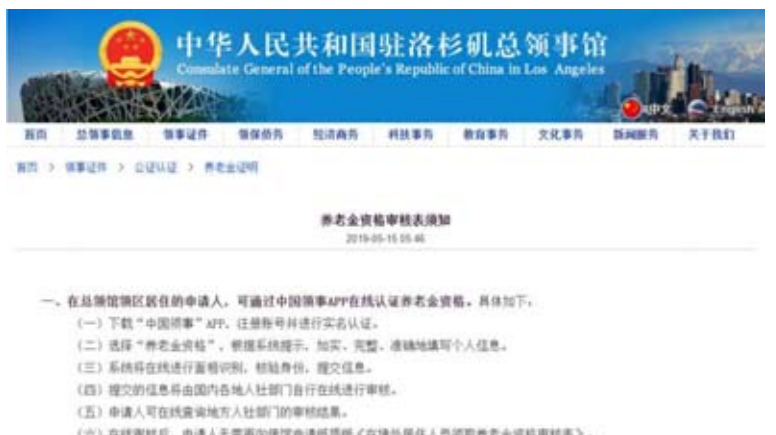 中华人民共和国驻洛杉矶总领事馆
Consulate General of the People's Republic of China in Los Angeles
中文 English
首页 总领事信息 领事证件 领保侨务 经济商务 科技事务 教育事务 文化事务 新闻服务 关于我们
首页 > 领事证件 > 公证认证 > 养老金证明
养老金资格审核表须知
2019-05-15 05:46
一、在总领馆领区居住的申请人，可通过中国领事APP在线认证养老金资格。具体如下：
（一）下载“中国领事”APP，注册账号并进行实名认证。
（二）选择“养老金资格”，根据系统提示，如实、完整、准确地填写个人信息。
（三）系统将在线进行面相识别，核验身份，提交信息。
（四）提交的信息将由国内各地人社部门自行在线进行审核。
（五）申请人可在线查询地方人社部门的审核结果。